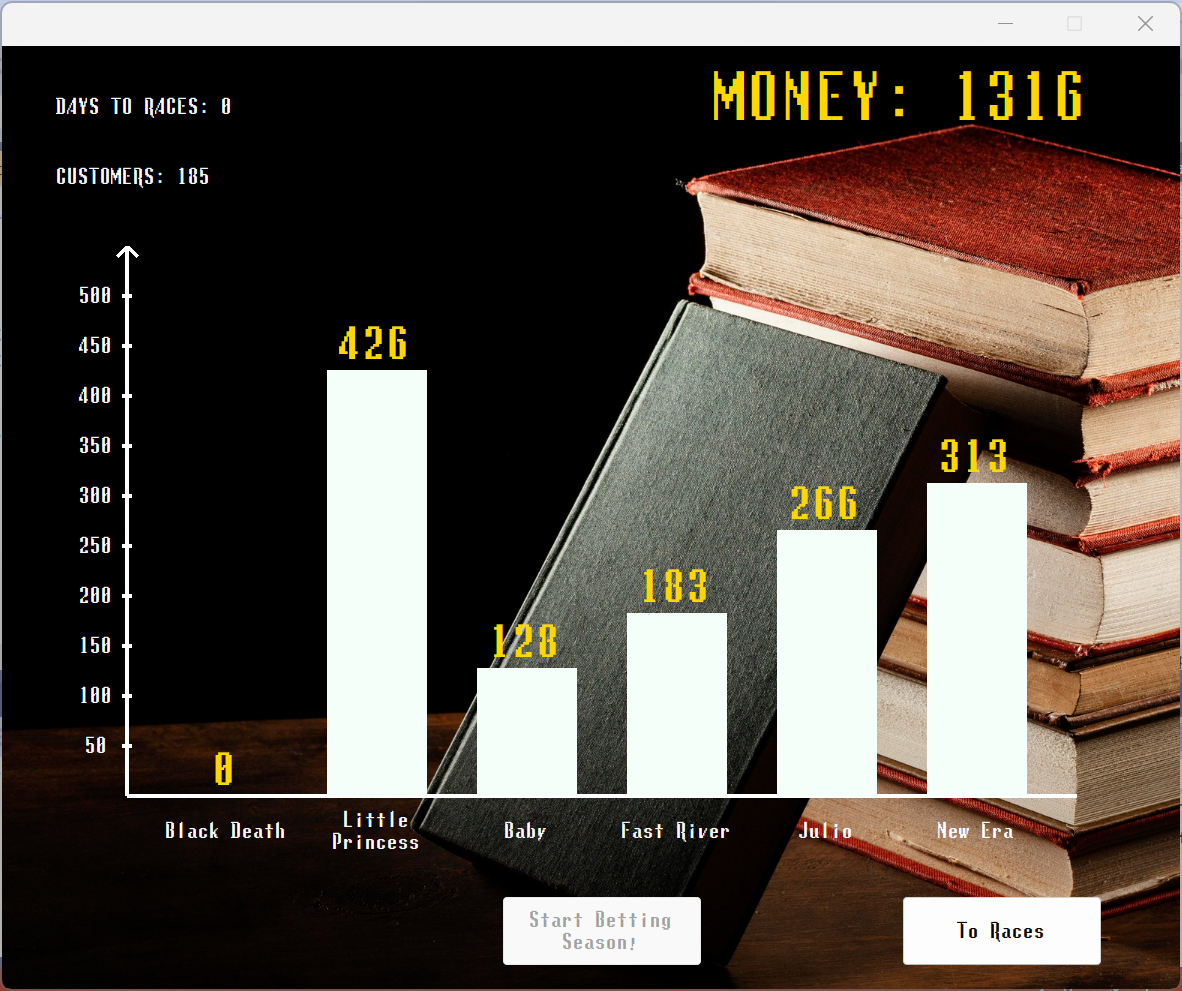 DAYS TO RACES: 0
MONEY: 1316
CUSTOMERS: 185
500
450
400
350
300
250
200
150
100
50
0
426
128
183
266
313
Black Death
Little
Princess
Baby
Fast River
Julio
New Era
Start Betting
Season!
To Races